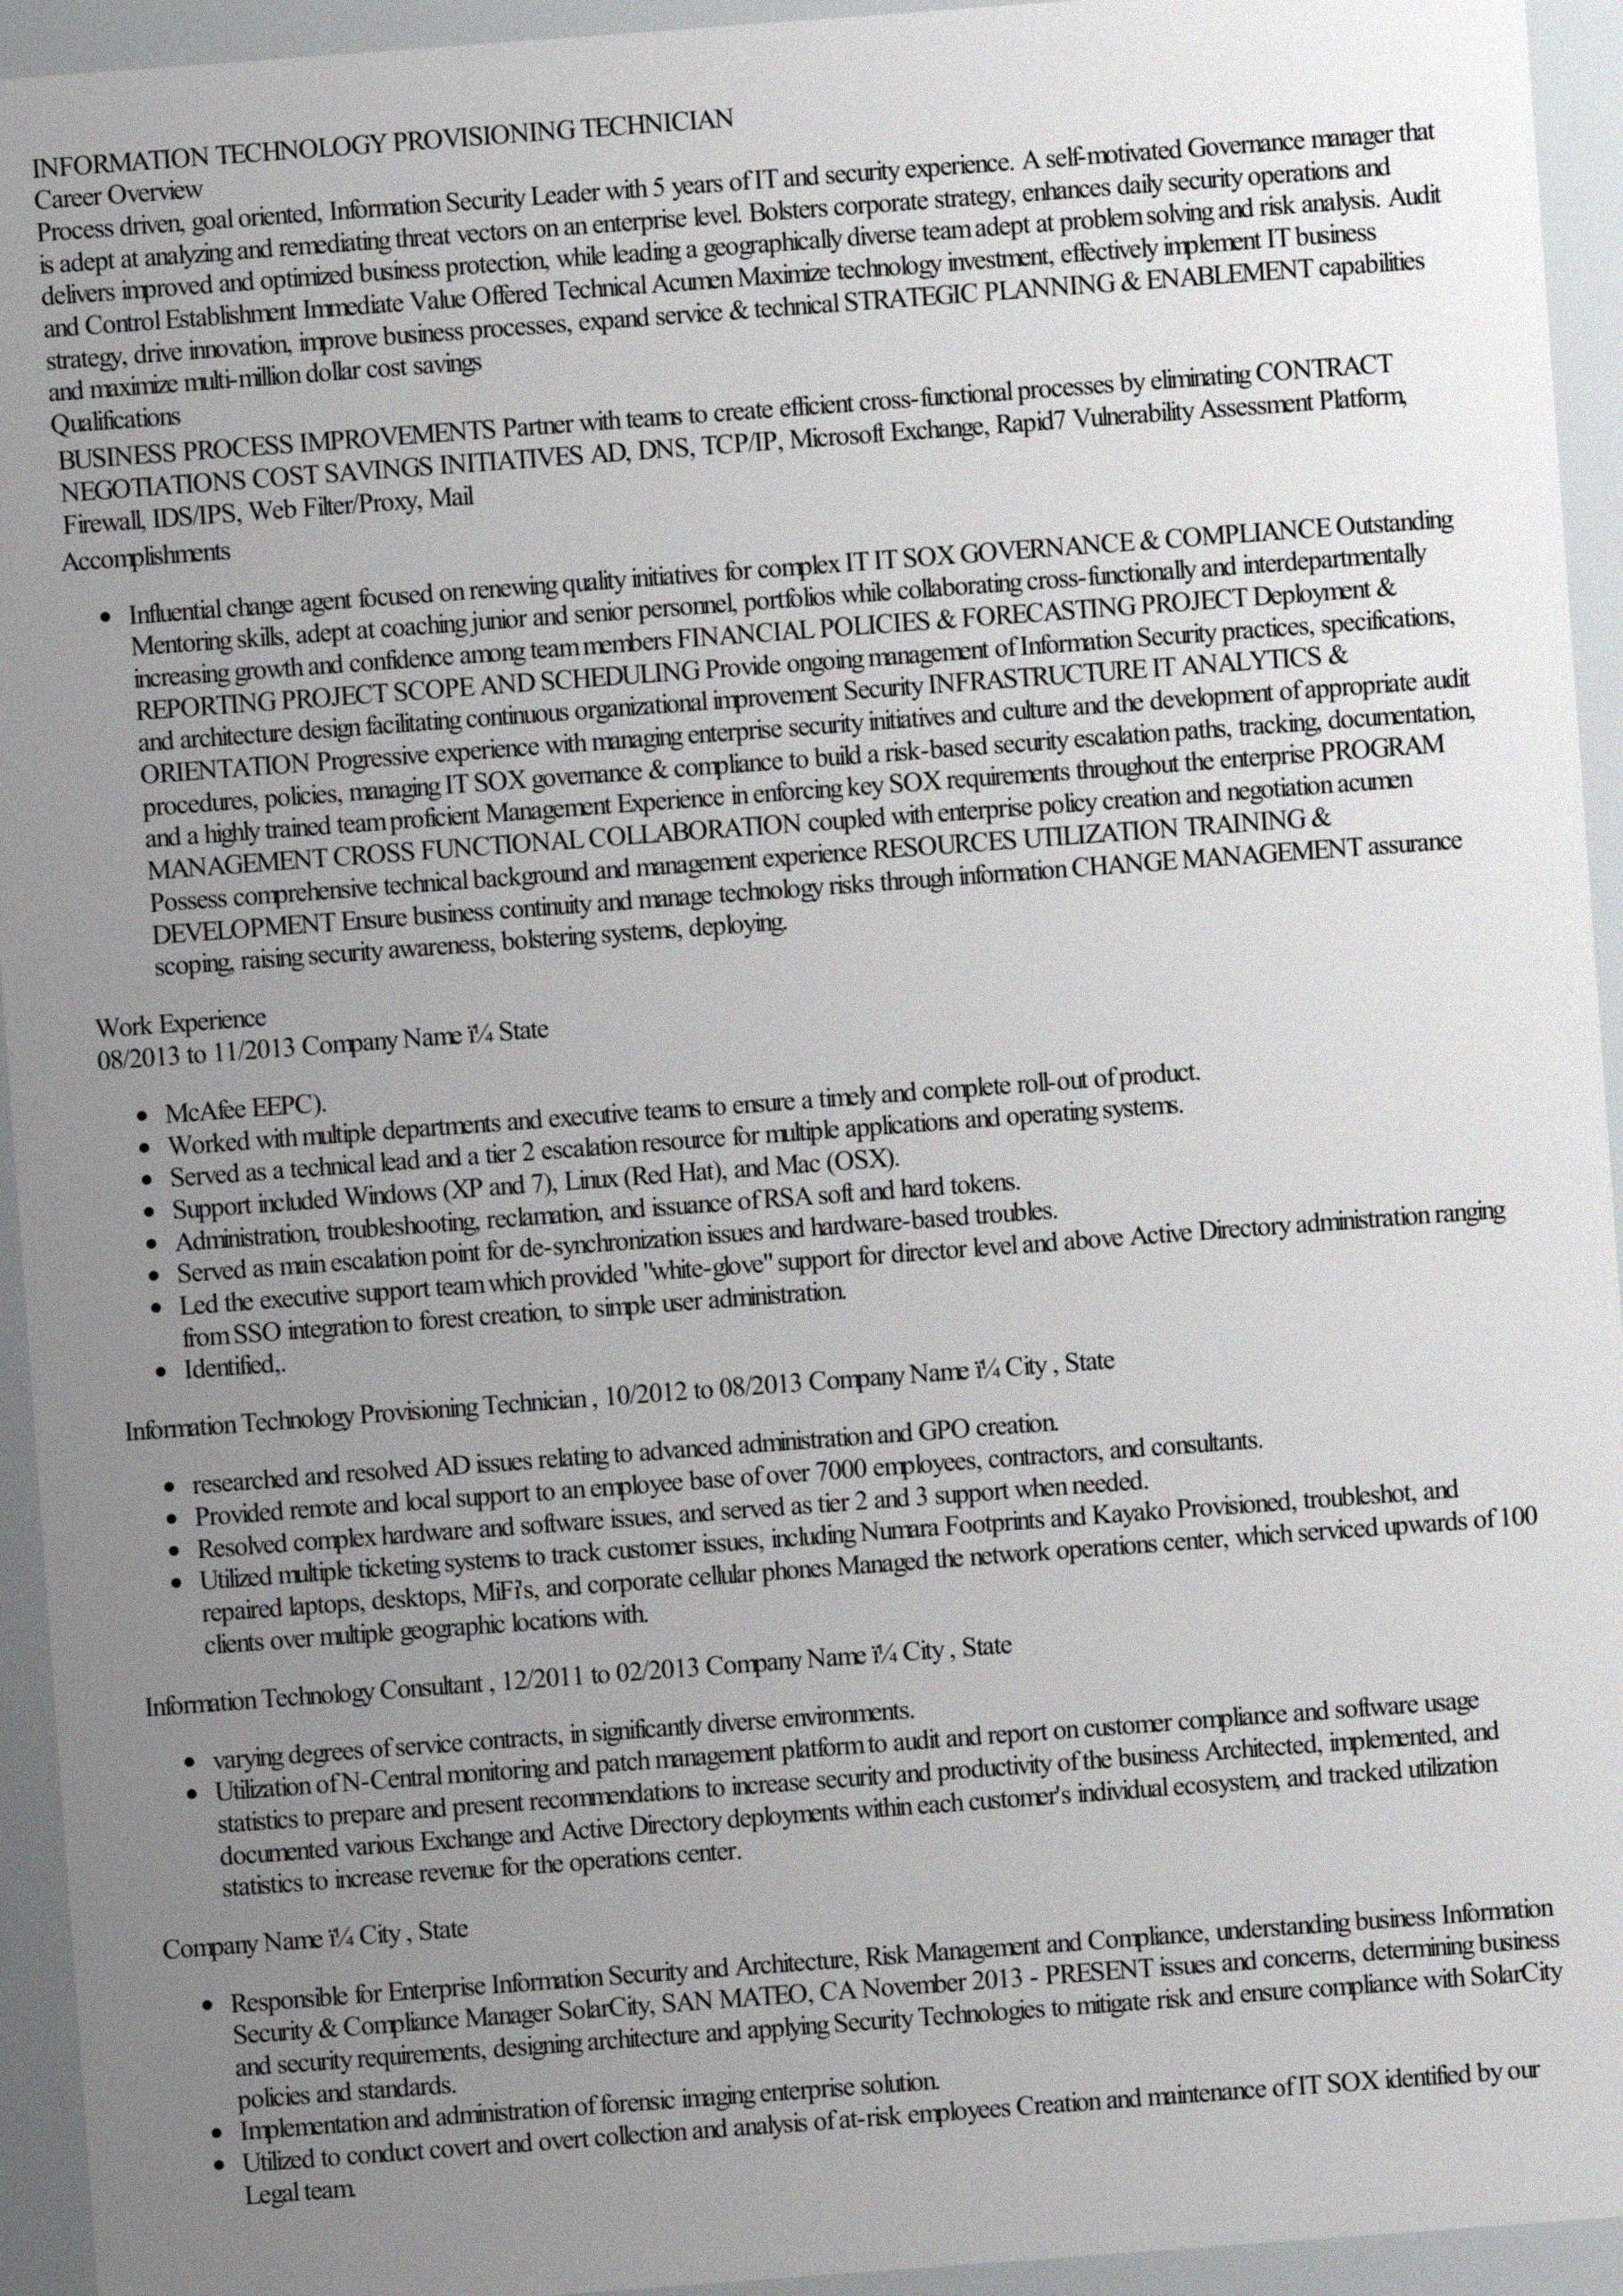 INFORMATION TECHNOLOGY PROVISIONING TECHNICIAN
Career Overview
Process driven, goal oriented, Information Security Leader with 5 years of IT and security experience. A self-motivated Governance manager that
is adept at analyzing and remediating threat vectors on an enterprise level. Bolsters corporate strategy, enhances daily security operations and
delivers improved and optimized business protection, while leading a geographically diverse team adept at problem solving and risk analysis. Audit
and Control Establishment Immediate Value Offered Technical Acumen Maximize technology investment, effectively implement IT business
strategy, drive innovation, improve business processes, expand service & technical STRATEGIC PLANNING & ENABLEMENT capabilities
and maximize multi-million dollar cost savings
Qualifications
BUSINESS PROCESS IMPROVEMENTS Partner with teams to create efficient cross-functional processes by eliminating CONTRACT
NEGOTIATIONS COST SAVINGS INITIATIVES AD, DNS, TCP/IP, Microsoft Exchange, Rapid7 Vulnerability Assessment Platform,
Firewall, IDS/IPS, Web Filter/Proxy, Mail
Accomplishments
• Influential change agent focused on renewing quality initiatives for complex IT IT SOX GOVERNANCE & COMPLIANCE Outstanding
Mentoring skills, adept at coaching junior and senior personnel, portfolios while collaborating cross-functionally and interdepartmentally
increasing growth and confidence among team members FINANCIAL POLICIES & FORECASTING PROJECT Deployment &
REPORTING PROJECT SCOPE AND SCHEDULING Provide ongoing management of Information Security practices, specifications,
and architecture design facilitating continuous organizational improvement Security INFRASTRUCTURE IT ANALYTICS &
ORIENTATION Progressive experience with managing enterprise security initiatives and culture and the development of appropriate audit
procedures, policies, managing IT SOX governance & compliance to build a risk-based security escalation paths, tracking, documentation,
and a highly trained team proficient Management Experience in enforcing key SOX requirements throughout the enterprise PROGRAM
MANAGEMENT CROSS FUNCTIONAL COLLABORATION coupled with enterprise policy creation and negotiation acumen
Possess comprehensive technical background and management experience RESOURCES UTILIZATION TRAINING &
DEVELOPMENT Ensure business continuity and manage technology risks through information CHANGE MANAGEMENT assurance
scoping, raising security awareness, bolstering systems, deploying.
Work Experience
08/2013 to 11/2013 Company Name ï¼ State
• McAfee EEPC).
• Worked with multiple departments and executive teams to ensure a timely and complete roll-out of product.
• Served as a technical lead and a tier 2 escalation resource for multiple applications and operating systems.
• Support included Windows (XP and 7), Linux (Red Hat), and Mac (OSX).
• Administration, troubleshooting, reclamation, and issuance of RSA soft and hard tokens.
• Served as main escalation point for de-synchronization issues and hardware-based troubles.
• Led the executive support team which provided "white-glove" support for director level and above Active Directory administration ranging
from SSO integration to forest creation, to simple user administration.
• Identified,.
Information Technology Provisioning Technician , 10/2012 to 08/2013 Company Name ï¼ City , State
• researched and resolved AD issues relating to advanced administration and GPO creation.
• Provided remote and local support to an employee base of over 7000 employees, contractors, and consultants.
• Resolved complex hardware and software issues, and served as tier 2 and 3 support when needed.
• Utilized multiple ticketing systems to track customer issues, including Numara Footprints and Kayako Provisioned, troubleshot, and
repaired laptops, desktops, MiFi's, and corporate cellular phones Managed the network operations center, which serviced upwards of 100
clients over multiple geographic locations with.
Information Technology Consultant , 12/2011 to 02/2013 Company Name ï¼ City , State
• varying degrees of service contracts, in significantly diverse environments.
• Utilization of N-Central monitoring and patch management platform to audit and report on customer compliance and software usage
statistics to prepare and present recommendations to increase security and productivity of the business Architected, implemented, and
documented various Exchange and Active Directory deployments within each customer's individual ecosystem, and tracked utilization
statistics to increase revenue for the operations center.
Company Name ï¼ City , State
• Responsible for Enterprise Information Security and Architecture, Risk Management and Compliance, understanding business Information
Security & Compliance Manager SolarCity, SAN MATEO, CA November 2013 - PRESENT issues and concerns, determining business
and security requirements, designing architecture and applying Security Technologies to mitigate risk and ensure compliance with SolarCity
policies and standards.
• Implementation and administration of forensic imaging enterprise solution.
• Utilized to conduct covert and overt collection and analysis of at-risk employees Creation and maintenance of IT SOX identified by our
Legal team